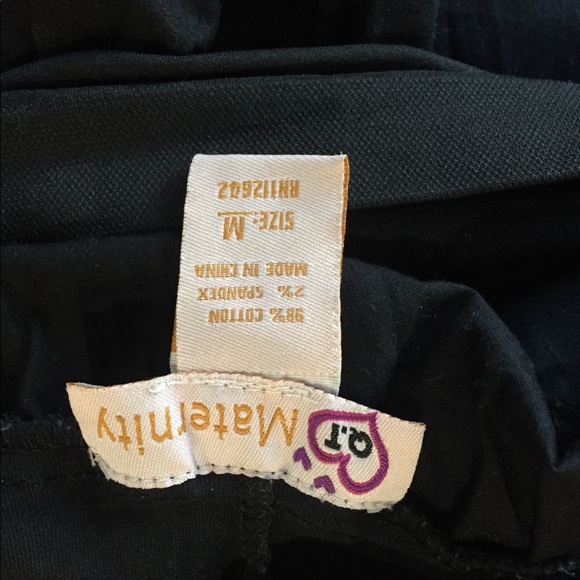 Q.T
Maternity
98% COTTON
2% SPANDEX
MADE IN CHINA
SIZE: M
RN112642